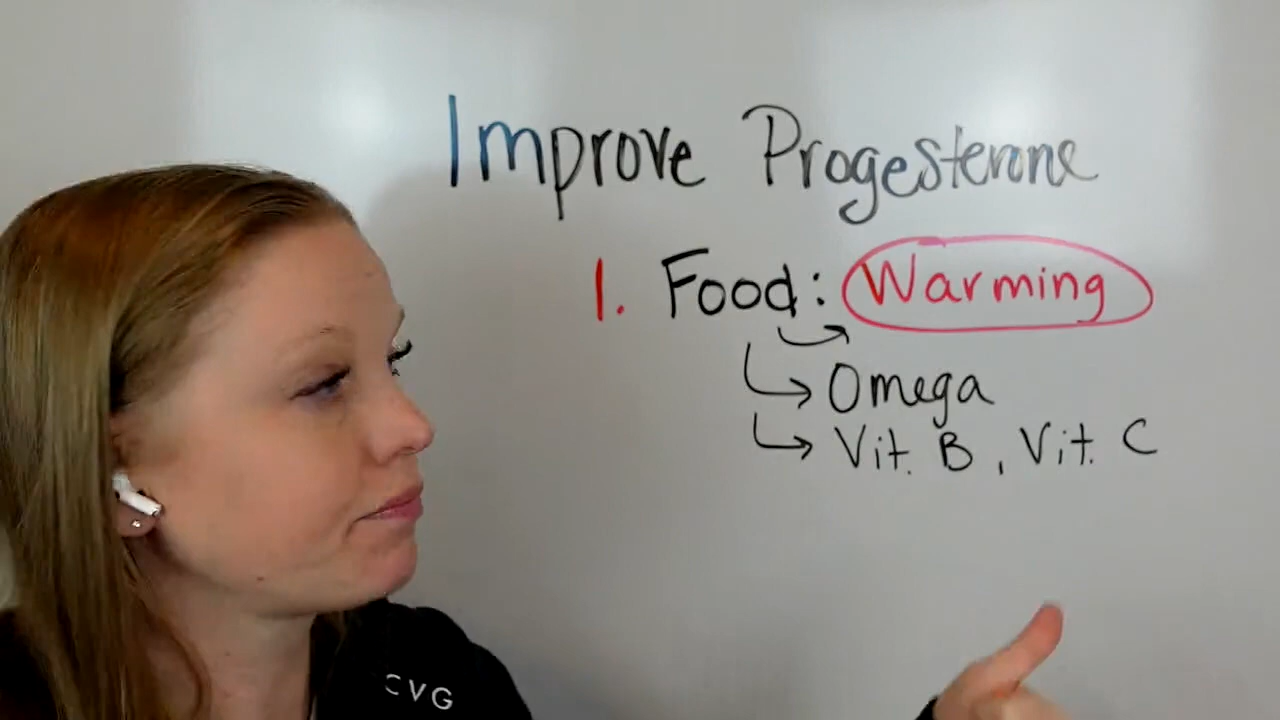 Improve Progesterone
1. Food: Warming
Omega
Vit. B, Vit. C
CVG